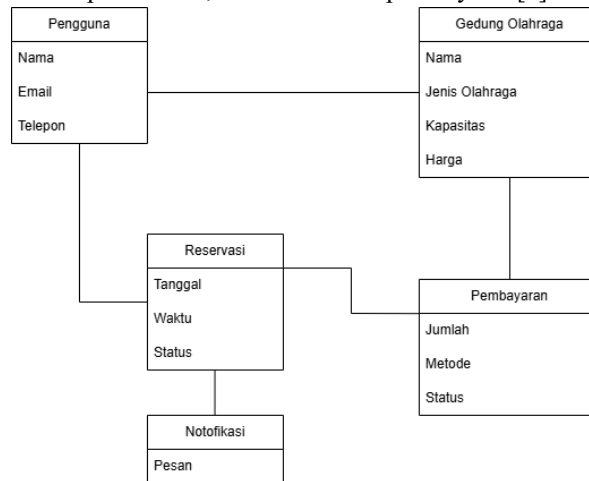 Pengguna
Nama
Email
Telepon
Gedung Olahraga
Nama
Jenis Olahraga
Kapasitas
Harga
Reservasi
Tanggal
Waktu
Status
Pembayaran
Jumlah
Metode
Status
Notofikasi
Pesan